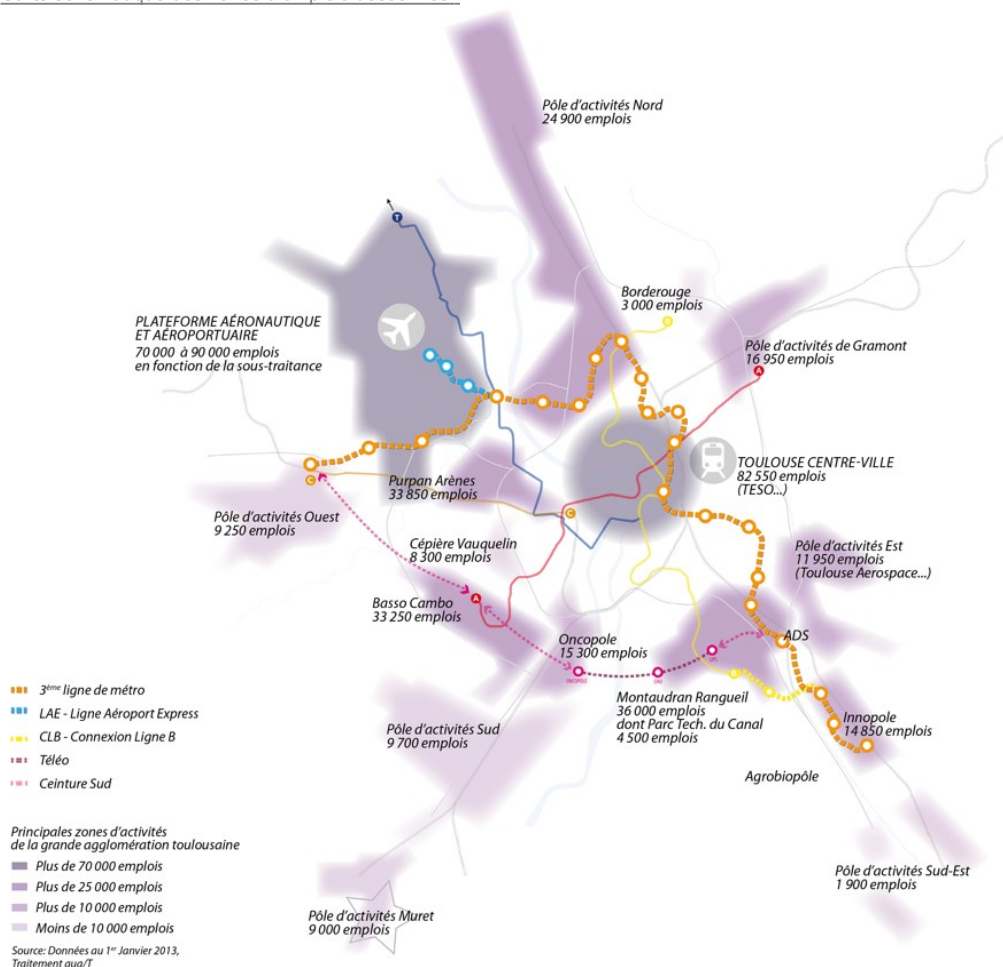 Pôle d'activités Nord
24 900 emplois
Borderouge
3 000 emplois
PLATEFORME AÉRONAUTIQUE
ET AÉROPORTUAIRE
70 000 à 90 000 emplois
en fonction de la sous-traitance
Pôle d'activités de Gramont
16 950 emplois
T
A
TOULOUSE CENTRE-VILLE
82 550 emplois
(TESO...)
Purpan Arènes
33 850 emplois
C
C
Pôle d'activités Ouest
9 250 emplois
Cépière Vauquelin
8 300 emplois
Pôle d'activités Est
11 950 emplois
(Toulouse Aerospace...)
Basso Cambo
33 250 emplois
A
Oncopole
15 300 emplois
ADS
ONCOPOLE
Montaudran Rangueil
36 000 emplois
dont Parc Tech. du Canal
4 500 emplois
Innopole
14 850 emplois
Pôle d'activités Sud
9 700 emplois
Agrobiopôle
Pôle d'activités Sud-Est
1 900 emplois
Pôle d'activités Muret
9 000 emplois
3ème ligne de métro
LAE - Ligne Aéroport Express
CLB - Connexion Ligne B
Téléo
Ceinture Sud
Principales zones d'activités
de la grande agglomération toulousaine
Plus de 70 000 emplois
Plus de 25 000 emplois
Plus de 10 000 emplois
Moins de 10 000 emplois
Source: Données au 1er Janvier 2013,
Traitement aua/T